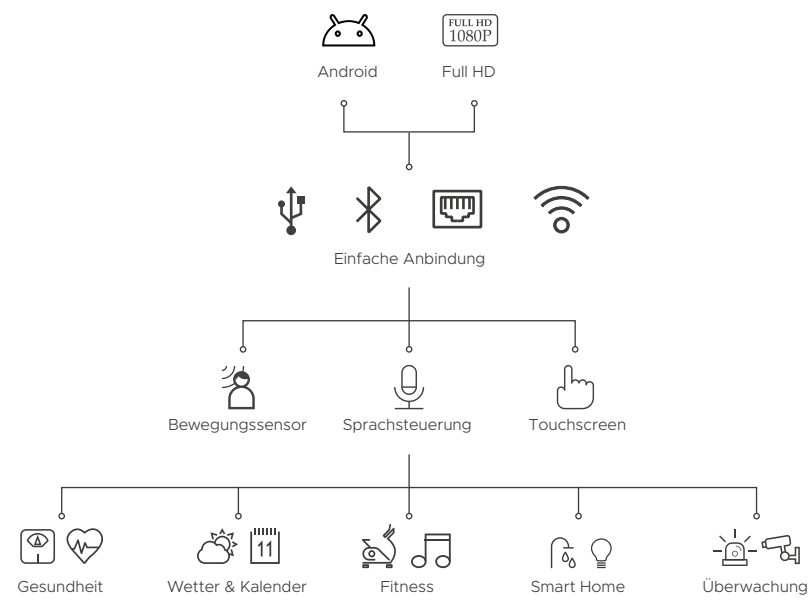 FULL HD
1080P
Android
Full HD
Einfache Anbindung
Bewegungssensor
Sprachsteuerung
Touchscreen
11
Gesundheit
Wetter & Kalender
Fitness
Smart Home
Überwachung